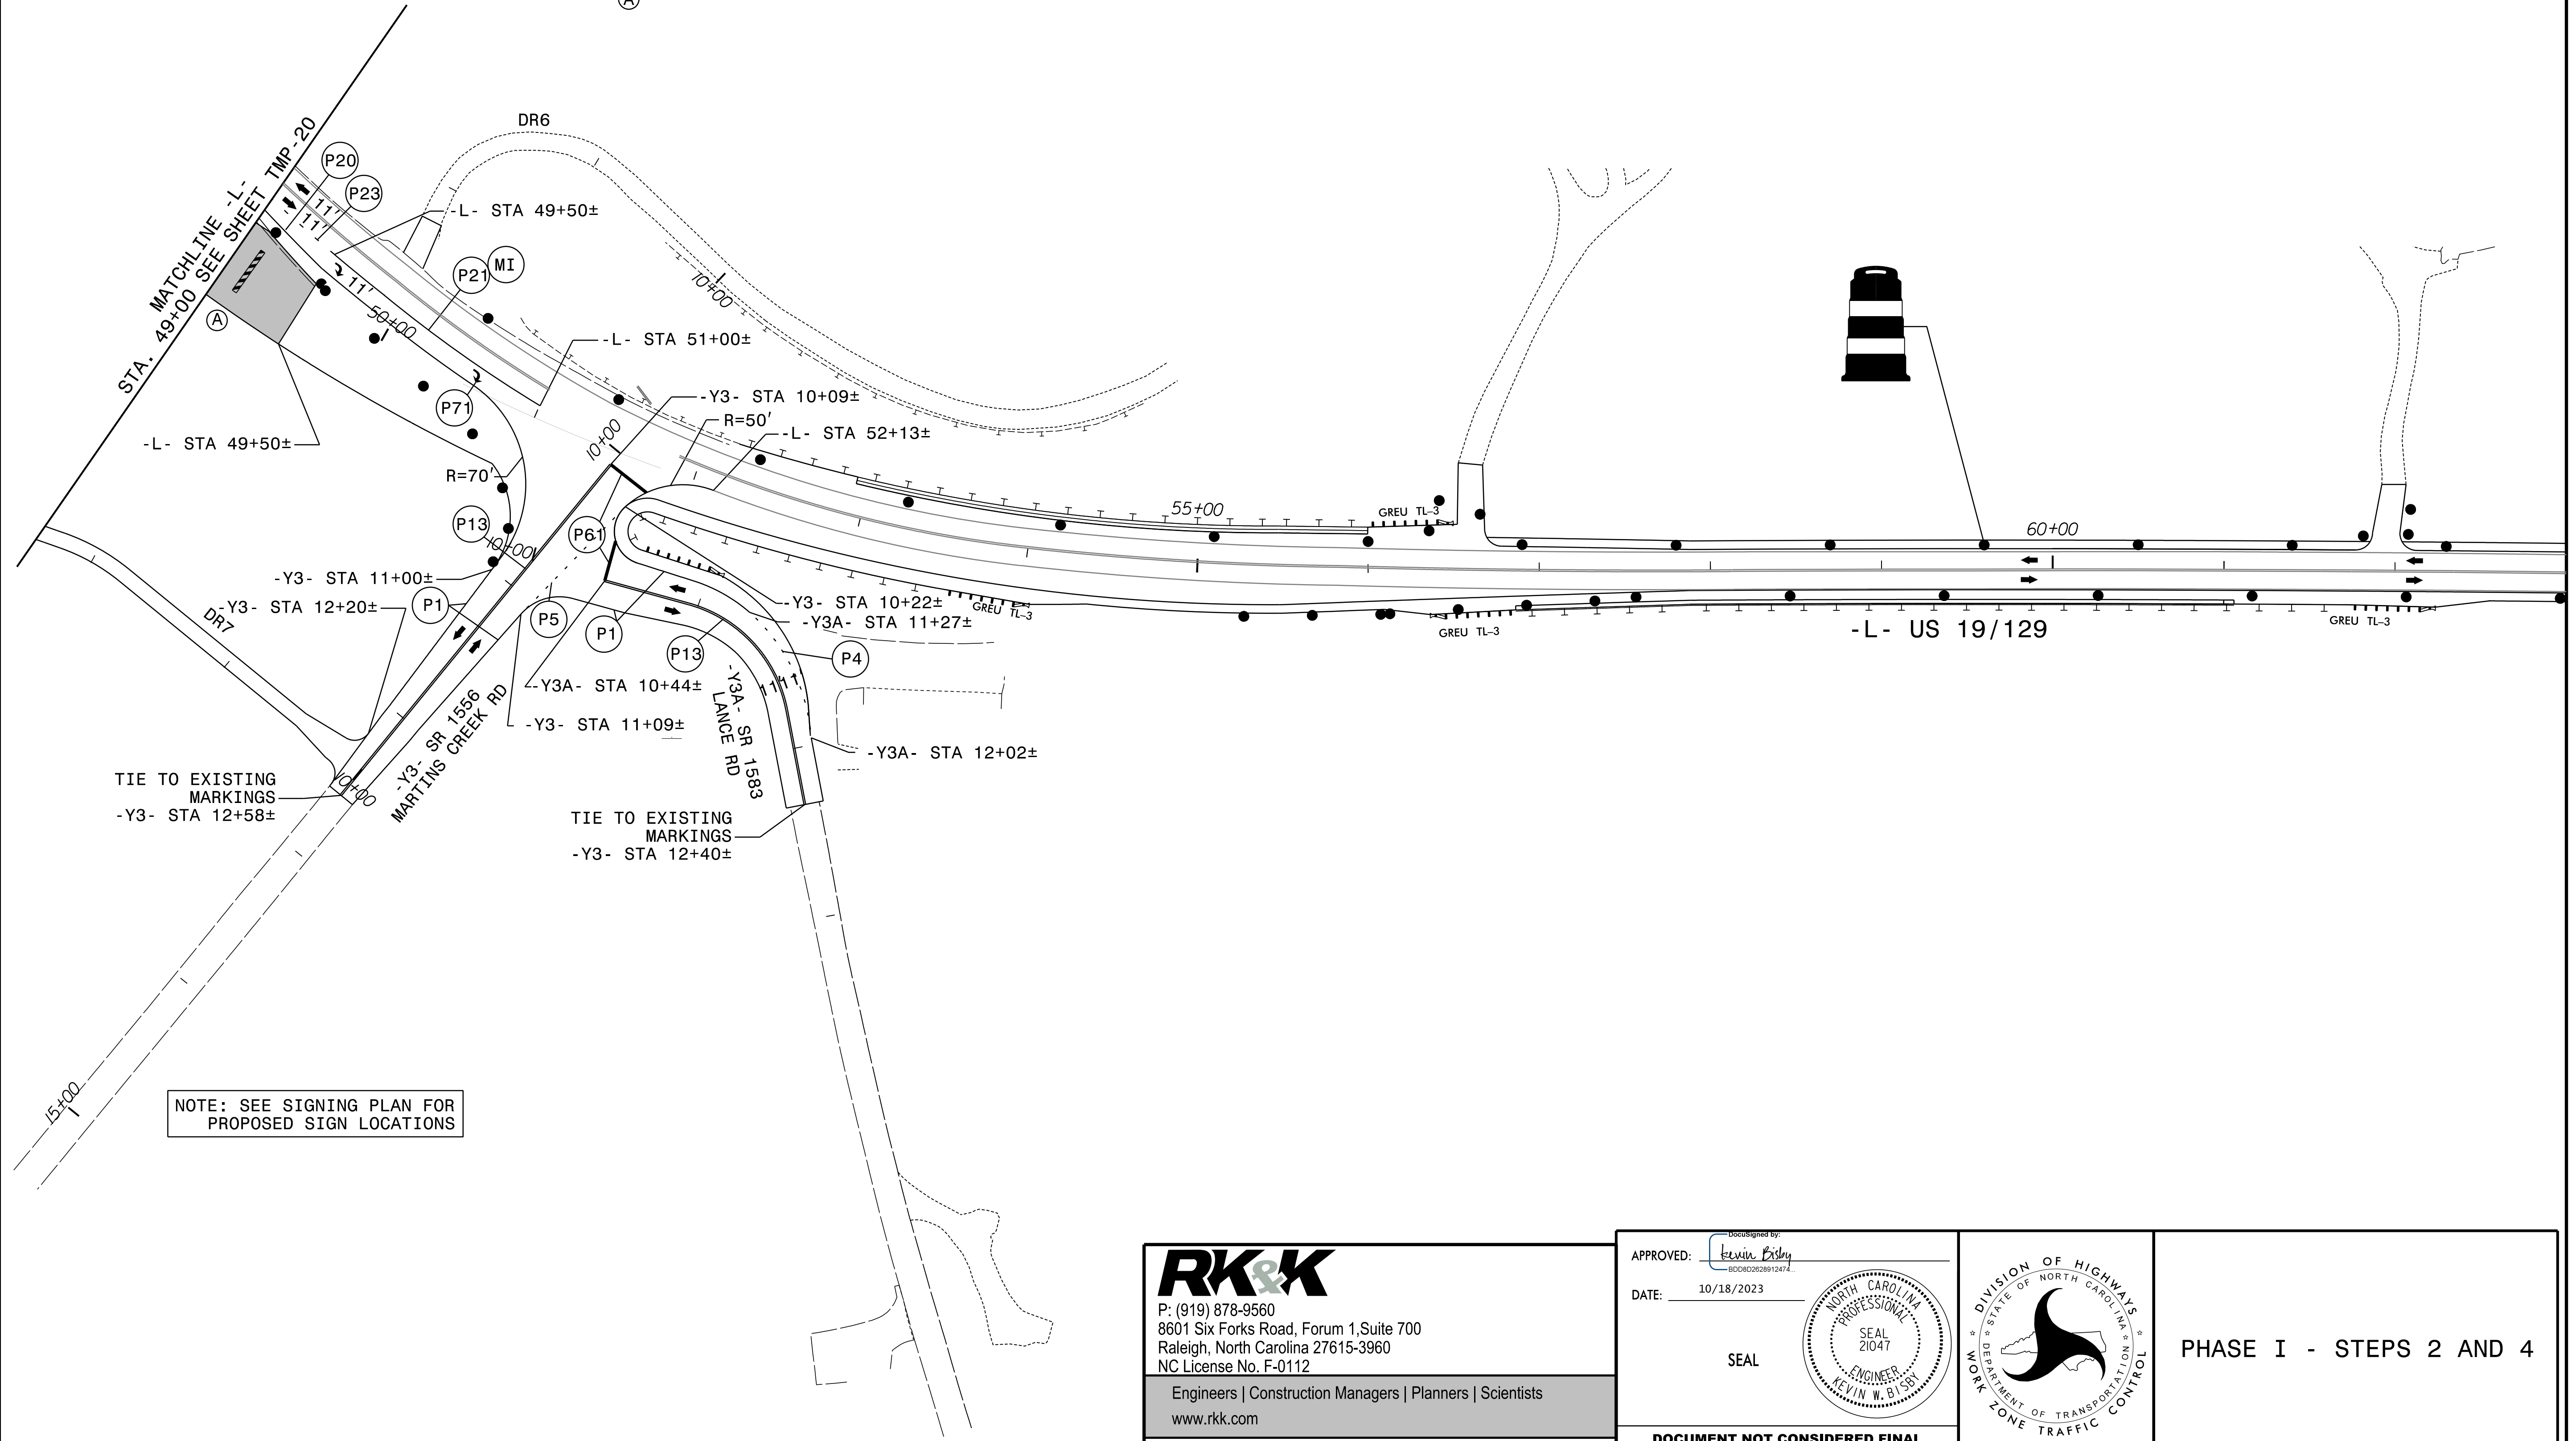 A
MATCHLINE -L-
STA. 49+00 SEE SHEET TMP-20
P20
P23
11'
11'
DR6
-L- STA 49+50±
P21
MI
11'
50+00
A
10+00
-L- STA 51+00±
P71
-L- STA 49+50±
-Y3- STA 10+09±
R=50'
-L- STA 52+13±
10+00
R=70'
P13
10+00
P61
55+00
GREU TL-3
60+00
-Y3- STA 11+00±
-Y3- STA 12+20±
P1
DR7
P5
P1
P13
-Y3- STA 10+22±
GREU TL-3
-Y3A- STA 11+27±
P4
GREU TL-3
-L- US 19/129
GREU TL-3
-Y3A- STA 10+44±
-Y3- STA 11+09±
11'
11'
-Y3- SR 1556
MARTINS CREEK RD
-Y3A- SR 1583
LANCE RD
-Y3A- STA 12+02±
TIE TO EXISTING
MARKINGS
-Y3- STA 12+58±
10+00
TIE TO EXISTING
MARKINGS
-Y3- STA 12+40±
15+00
NOTE: SEE SIGNING PLAN FOR
PROPOSED SIGN LOCATIONS
RK&K
P: (919) 878-9560
8601 Six Forks Road, Forum 1,Suite 700
Raleigh, North Carolina 27615-3960
NC License No. F-0112
Engineers | Construction Managers | Planners | Scientists
www.rkk.com
DocuSigned by:
APPROVED: Kevin Bisby
BDD8D2628912474...
DATE: 10/18/2023
SEAL
NORTH CAROLINA
PROFESSIONAL
SEAL
21047
ENGINEER
KEVIN W. BISBY
DOCUMENT NOT CONSIDERED FINAL
DIVISION OF HIGHWAYS
STATE OF NORTH CAROLINA
DEPARTMENT OF TRANSPORTATION
WORK ZONE TRAFFIC CONTROL
PHASE I - STEPS 2 AND 4